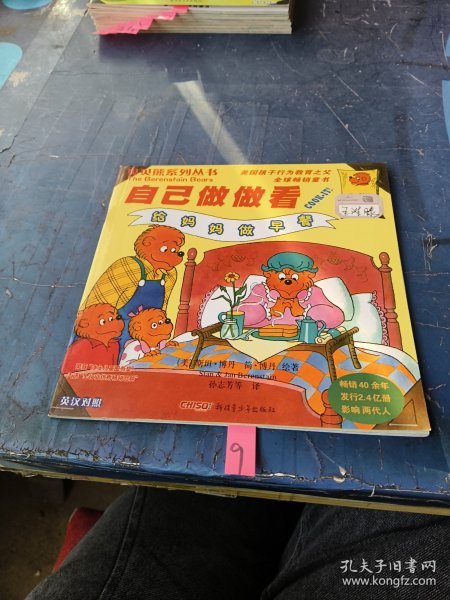 贝贝熊系列丛书
The Berenstain Bears
美国孩子行为教育之父
全球畅销童书
自己做做看
COOK-IT!
给妈妈做早餐
(美)斯坦·博丹 简·博丹 绘著
Stan & Jan Berenstain
孙志芳等 译
畅销40余年
发行2.4亿册
影响两代人
英汉对照
CHISO 新疆青少年出版社
9
孔夫子旧书网
www.kongfz.com